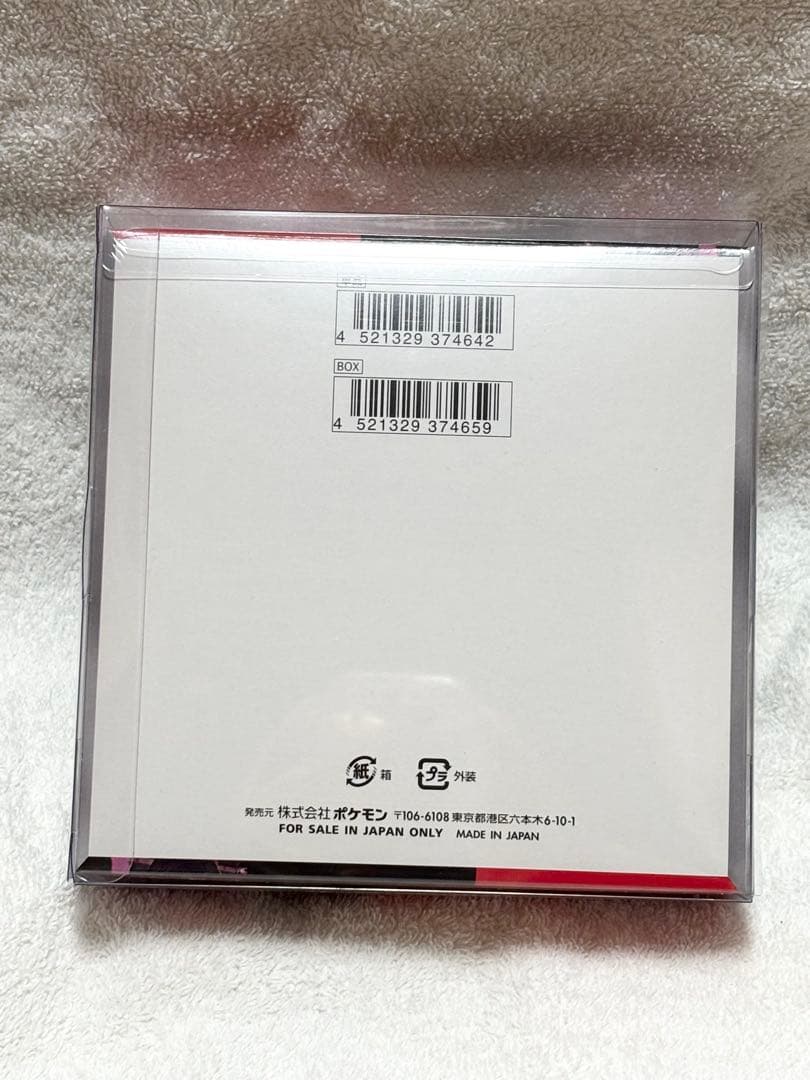 単品
4 521329 374642
BOX
4 521329 374659
紙 箱 プラ 外装
発売元 株式会社 ポケモン 〒106-6108 東京都港区六本木6-10-1
FOR SALE IN JAPAN ONLY MADE IN JAPAN